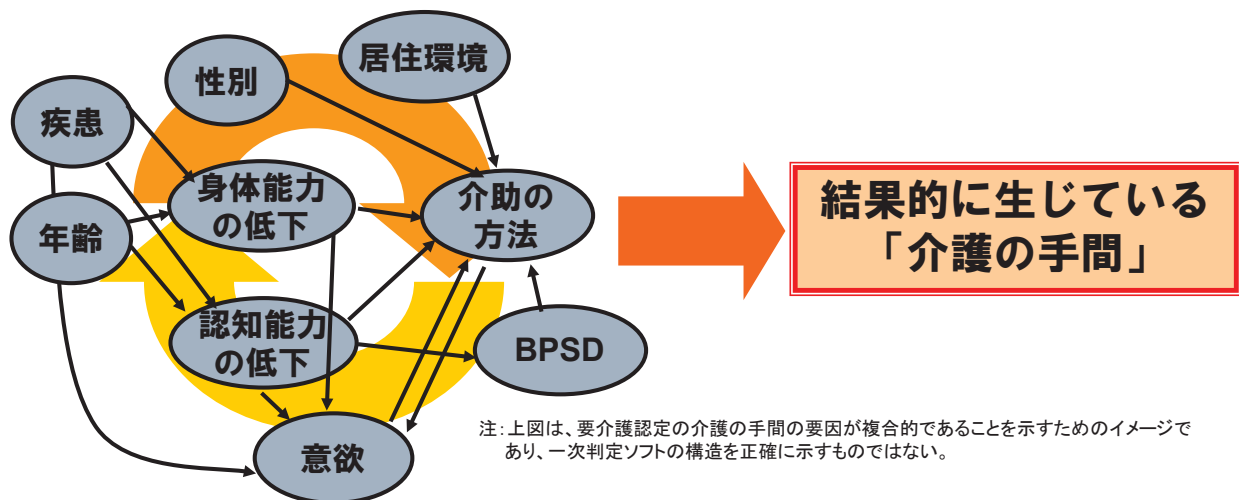 居住環境
性別
疾患
身体能力
の低下
介助の
方法
年齢
認知能力
の低下
BPSD
意欲
結果的に生じている
「介護の手間」
注：上図は、要介護認定の介護の手間の要因が複合的であることを示すためのイメージで
あり、一次判定ソフトの構造を正確に示すものではない。